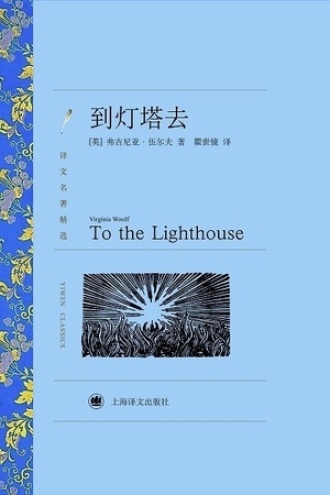 到灯塔去
[英] 弗吉尼亚·伍尔夫 著 瞿世镜 译
译文名著精选
YIWEN CLASSICS
Virginia Woolf
To the Lighthouse
上海译文出版社